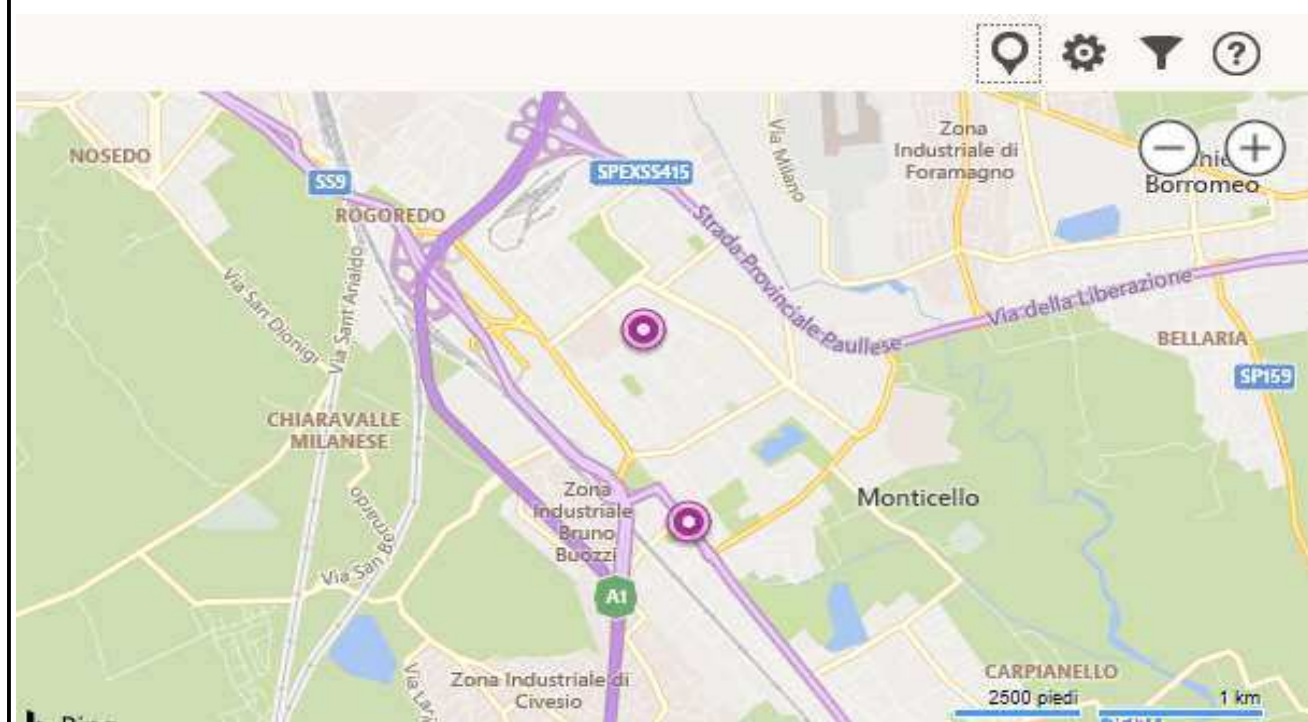 ?
NOSEDO
SS9
ROGOREDO
SPEXSS415
Via Milano
Zona
Industriale di
Foramagno
Borromeo
Strada Provinciale Paullese
Via della Liberazione
BELLARIA
SP159
Via San Dionigi
Via Sant Arialdo
CHIARAVALLE
MILANESE
Via San Bernardo
Zona
Industriale
Bruno
Buozzi
Monticello
A1
Zona Industriale di
Civesio
CARPIANELLO
2500 piedi
1 km